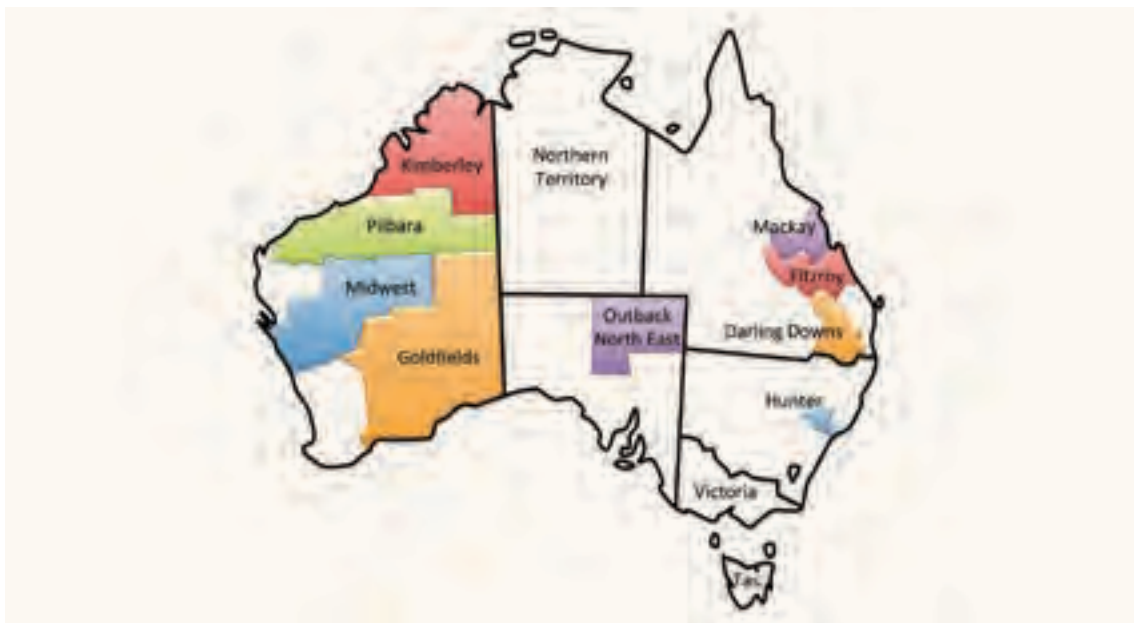 Kimberley
Northern
Territory
Pilbara
Mackay
Midwest
Fitzroy
Outback
North East
Darling Downs
Goldfields
Hunter
Victoria
Tas.